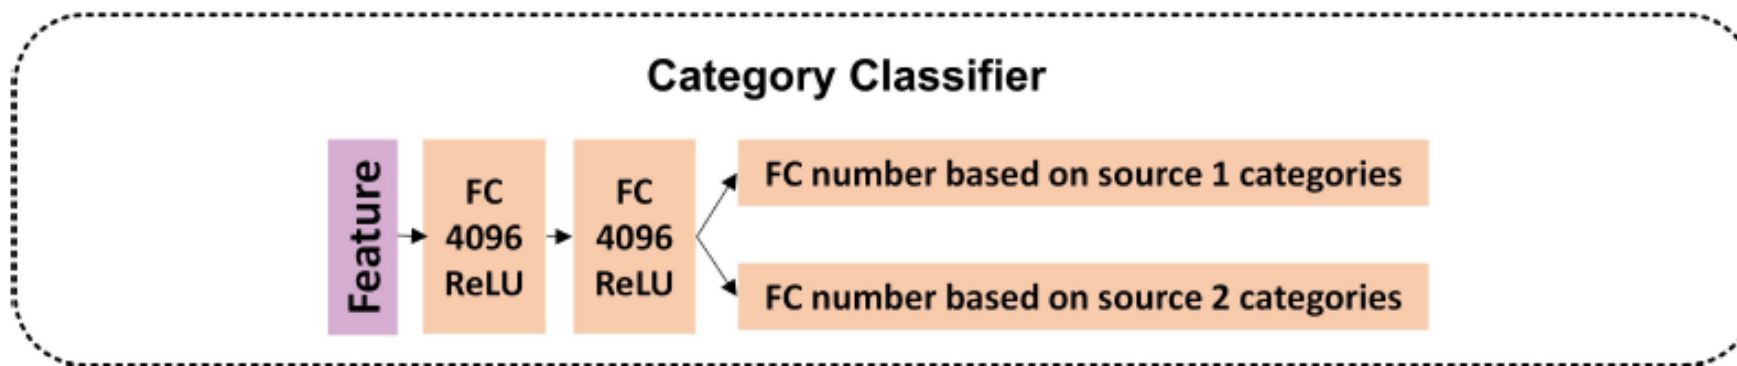 Category Classifier
Feature
FC
4096
ReLU
FC
4096
ReLU
FC number based on source 1 categories
FC number based on source 2 categories